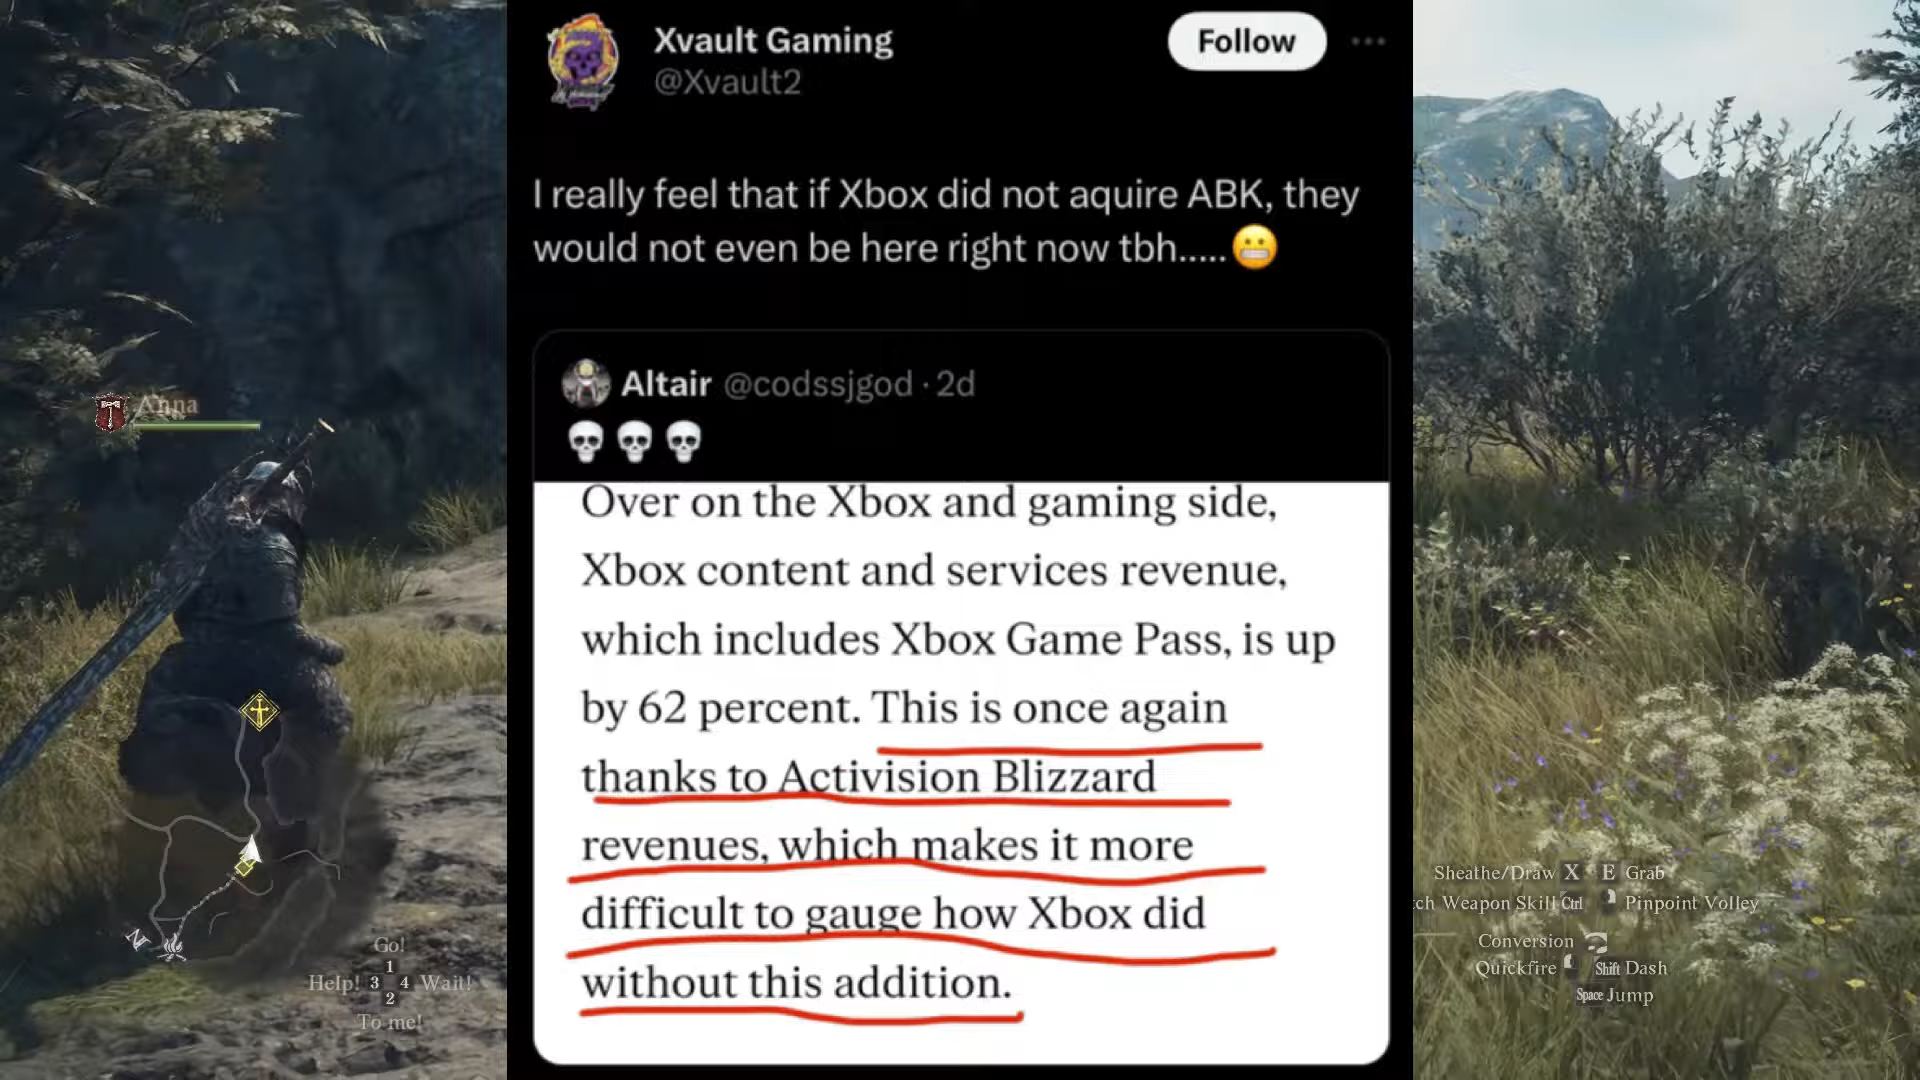 Xvault Gaming
@Xvault2
Follow
I really feel that if Xbox did not aquire ABK, they
would not even be here right now tbh.....😬
Altair @codssjgod · 2d
💀💀💀
Over on the Xbox and gaming side,
Xbox content and services revenue,
which includes Xbox Game Pass, is up
by 62 percent. This is once again
thanks to Activision Blizzard
revenues, which makes it more
difficult to gauge how Xbox did
without this addition.
Anna
N
Go!
1
Help! 3 4 Wait!
2
To me!
Sheathe/Draw X E Grab
tch Weapon Skill Ctrl Pinpoint Volley
Conversion
Quickfire Shift Dash
Space Jump